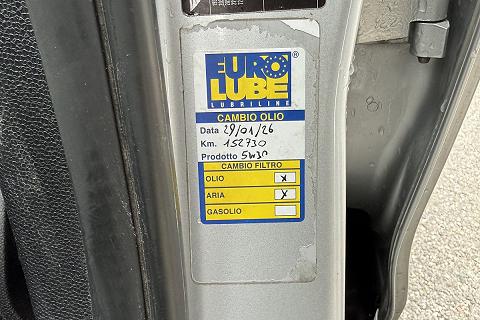 EURO
LUBE®
LUBRILINE
CAMBIO OLIO
Data 29/01/26
Km. 152730
Prodotto 5W30
CAMBIO FILTRO
OLIO X
ARIA X
GASOLIO